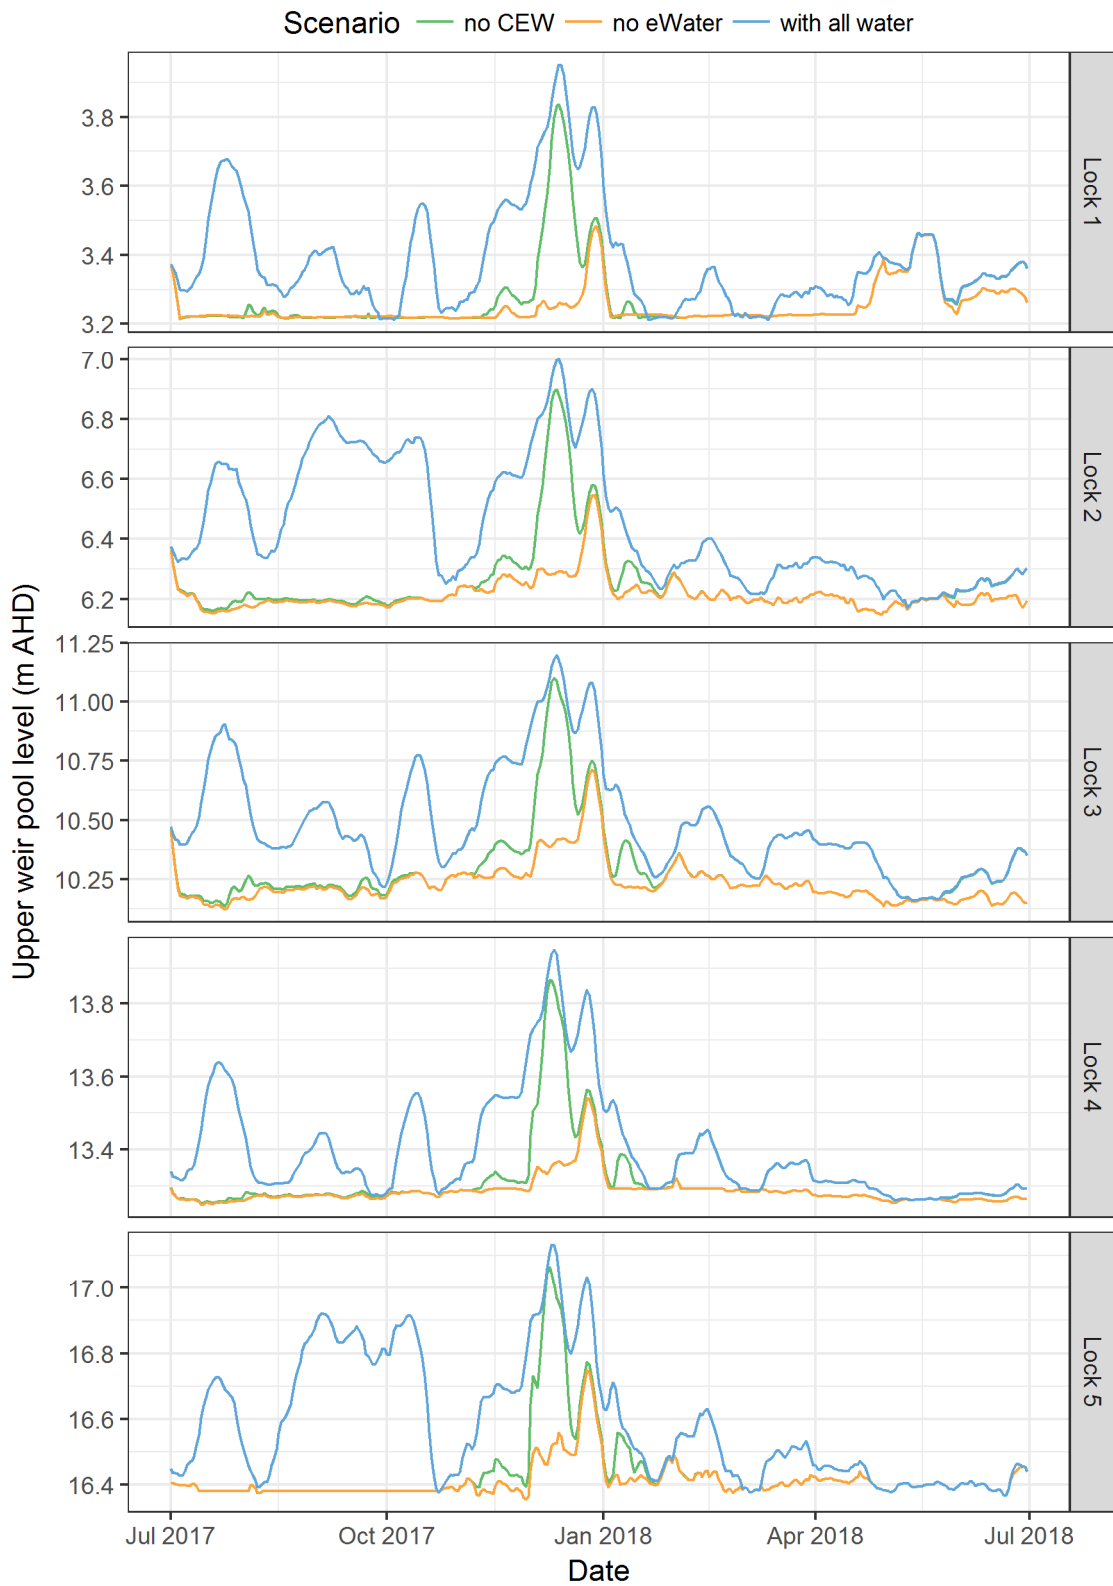 Scenario no CEW no eWater with all water
3.8
3.6
3.4
3.2
Lock 1
7.0
6.8
6.6
6.4
6.2
Lock 2
11.25
11.00
10.75
10.50
10.25
Lock 3
13.8
13.6
13.4
Lock 4
17.0
16.8
16.6
16.4
Lock 5
Upper weir pool level (m AHD)
Jul 2017 Oct 2017 Jan 2018 Apr 2018 Jul 2018
Date